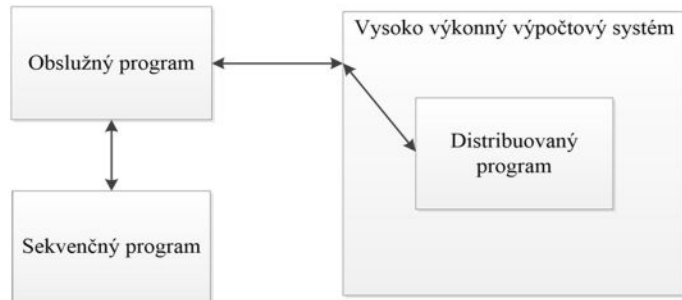 Obslužný program
Vysoko výkonný výpočtový systém
Distribuovaný
program
Sekvenčný program